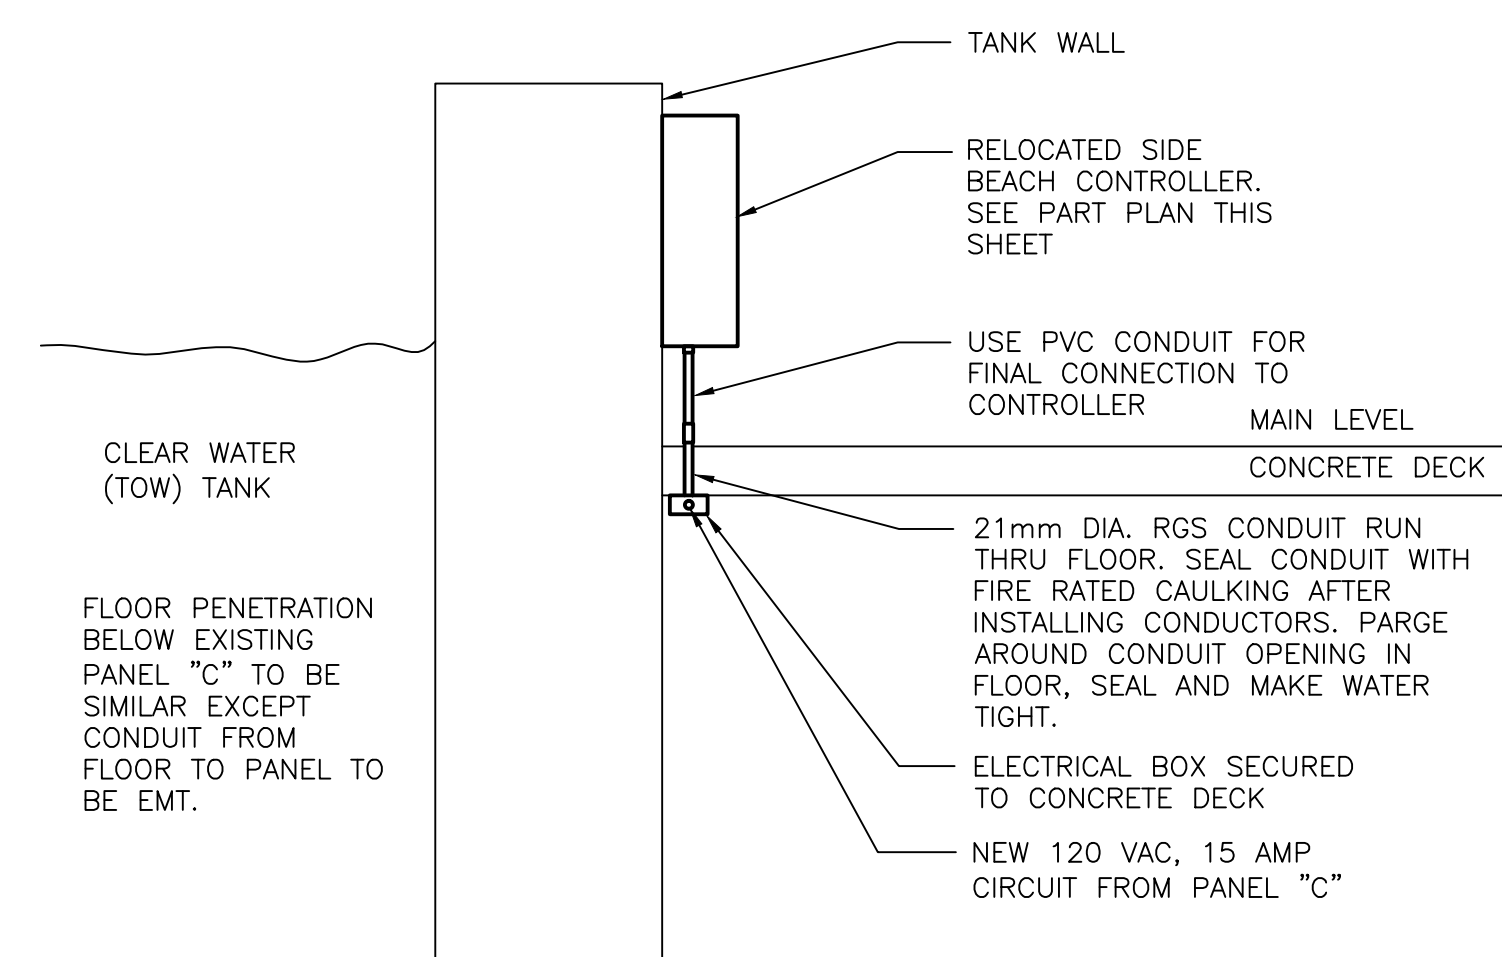 TANK WALL
RELOCATED SIDE
BEACH CONTROLLER.
SEE PART PLAN THIS
SHEET
USE PVC CONDUIT FOR
FINAL CONNECTION TO
CONTROLLER
MAIN LEVEL
CONCRETE DECK
CLEAR WATER
(TOW) TANK
21mm DIA. RGS CONDUIT RUN
THRU FLOOR. SEAL CONDUIT WITH
FIRE RATED CAULKING AFTER
INSTALLING CONDUCTORS. PARGE
AROUND CONDUIT OPENING IN
FLOOR, SEAL AND MAKE WATER
TIGHT.
FLOOR PENETRATION
BELOW EXISTING
PANEL "C" TO BE
SIMILAR EXCEPT
CONDUIT FROM
FLOOR TO PANEL TO
BE EMT.
ELECTRICAL BOX SECURED
TO CONCRETE DECK
NEW 120 VAC, 15 AMP
CIRCUIT FROM PANEL "C"